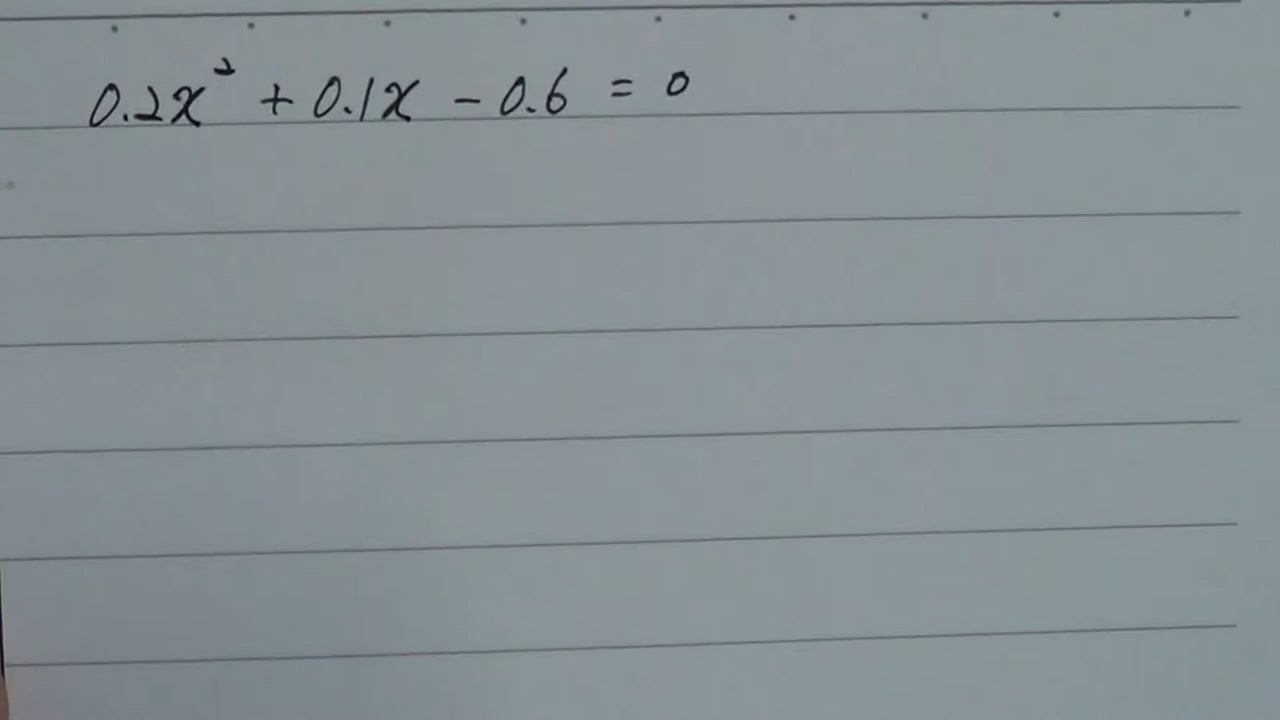 0.2x² + 0.1x - 0.6 = 0